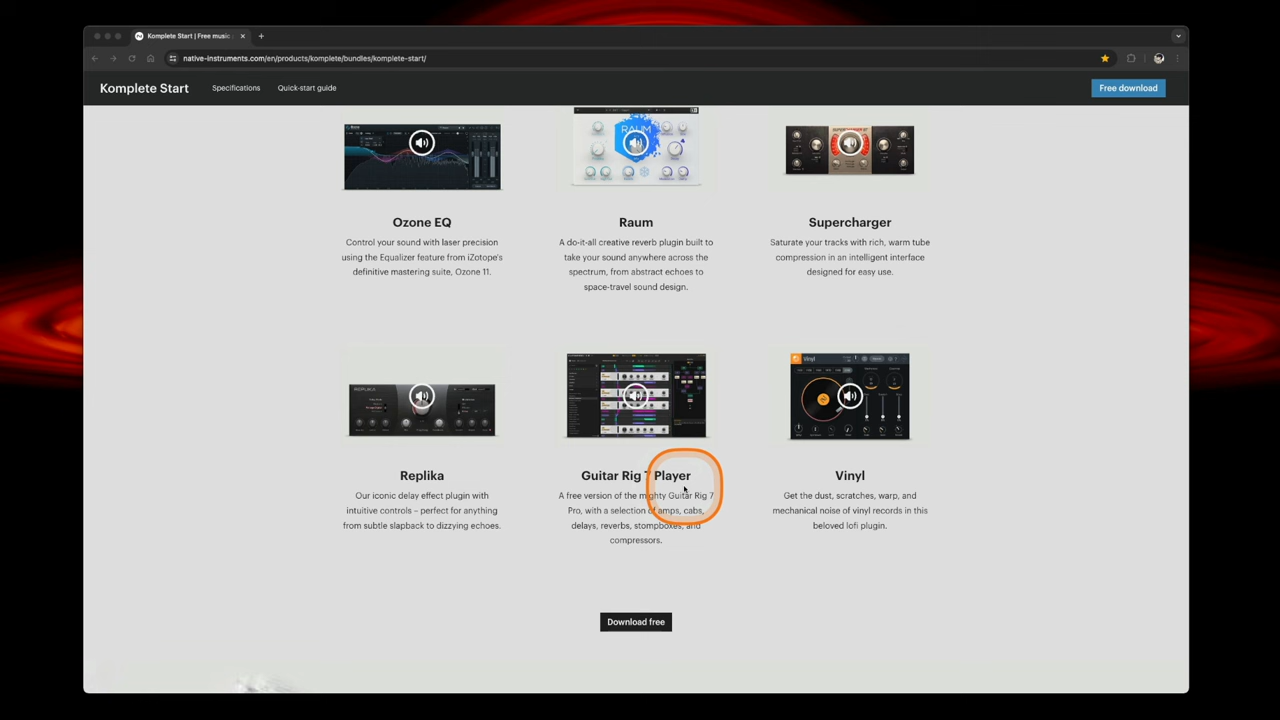 Komplete Start | Free music
native-instruments.com/en/products/komplete/bundles/komplete-start/
Komplete Start
Specifications
Quick-start guide
Free download
RAUM
SUPERCHARGER
Ozone EQ
Control your sound with laser precision
using the Equalizer feature from iZotope's
definitive mastering suite, Ozone 11.
Raum
A do-it-all creative reverb plugin built to
take your sound anywhere across the
spectrum, from abstract echoes to
space-travel sound design.
Supercharger
Saturate your tracks with rich, warm tube
compression in an intelligent interface
designed for easy use.
REPLIKA
Vinyl
Replika
Our iconic delay effect plugin with
intuitive controls – perfect for anything
from subtle slapback to dizzying echoes.
Guitar Rig 7 Player
A free version of the mighty Guitar Rig 7
Pro, with a selection of amps, cabs,
delays, reverbs, stompboxes, and
compressors.
Vinyl
Get the dust, scratches, warp, and
mechanical noise of vinyl records in this
beloved lofi plugin.
Download free